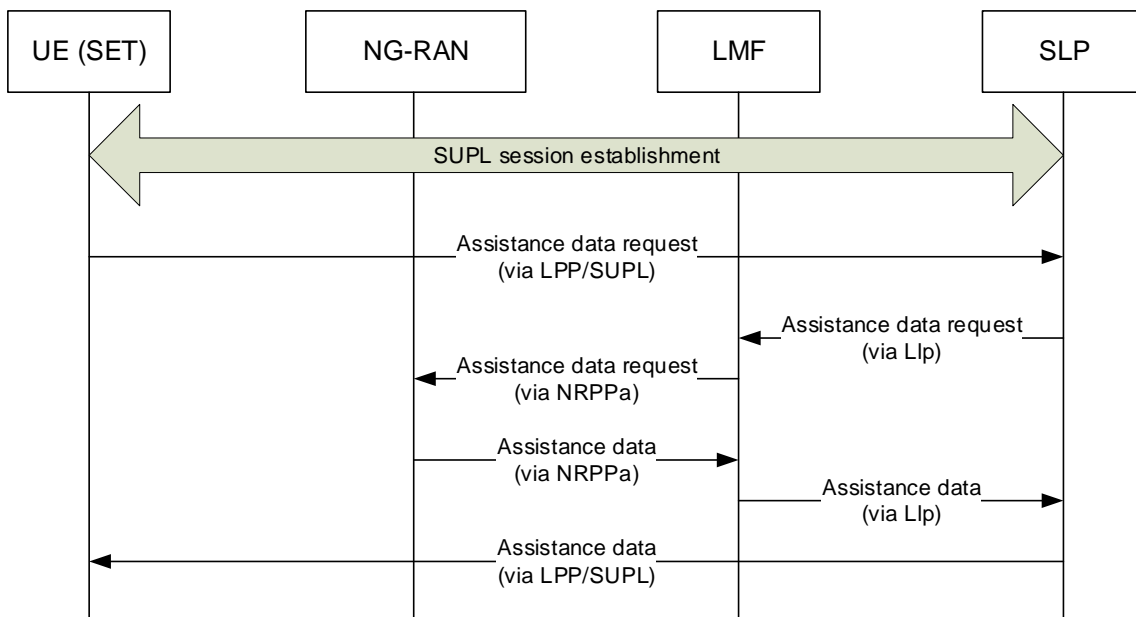 UE (SET)
NG-RAN
LMF
SLP
SUPL session establishment
Assistance data request
(via LPP/SUPL)
Assistance data request
(via Llp)
Assistance data request
(via NRPPa)
Assistance data
(via NRPPa)
Assistance data
(via Llp)
Assistance data
(via LPP/SUPL)